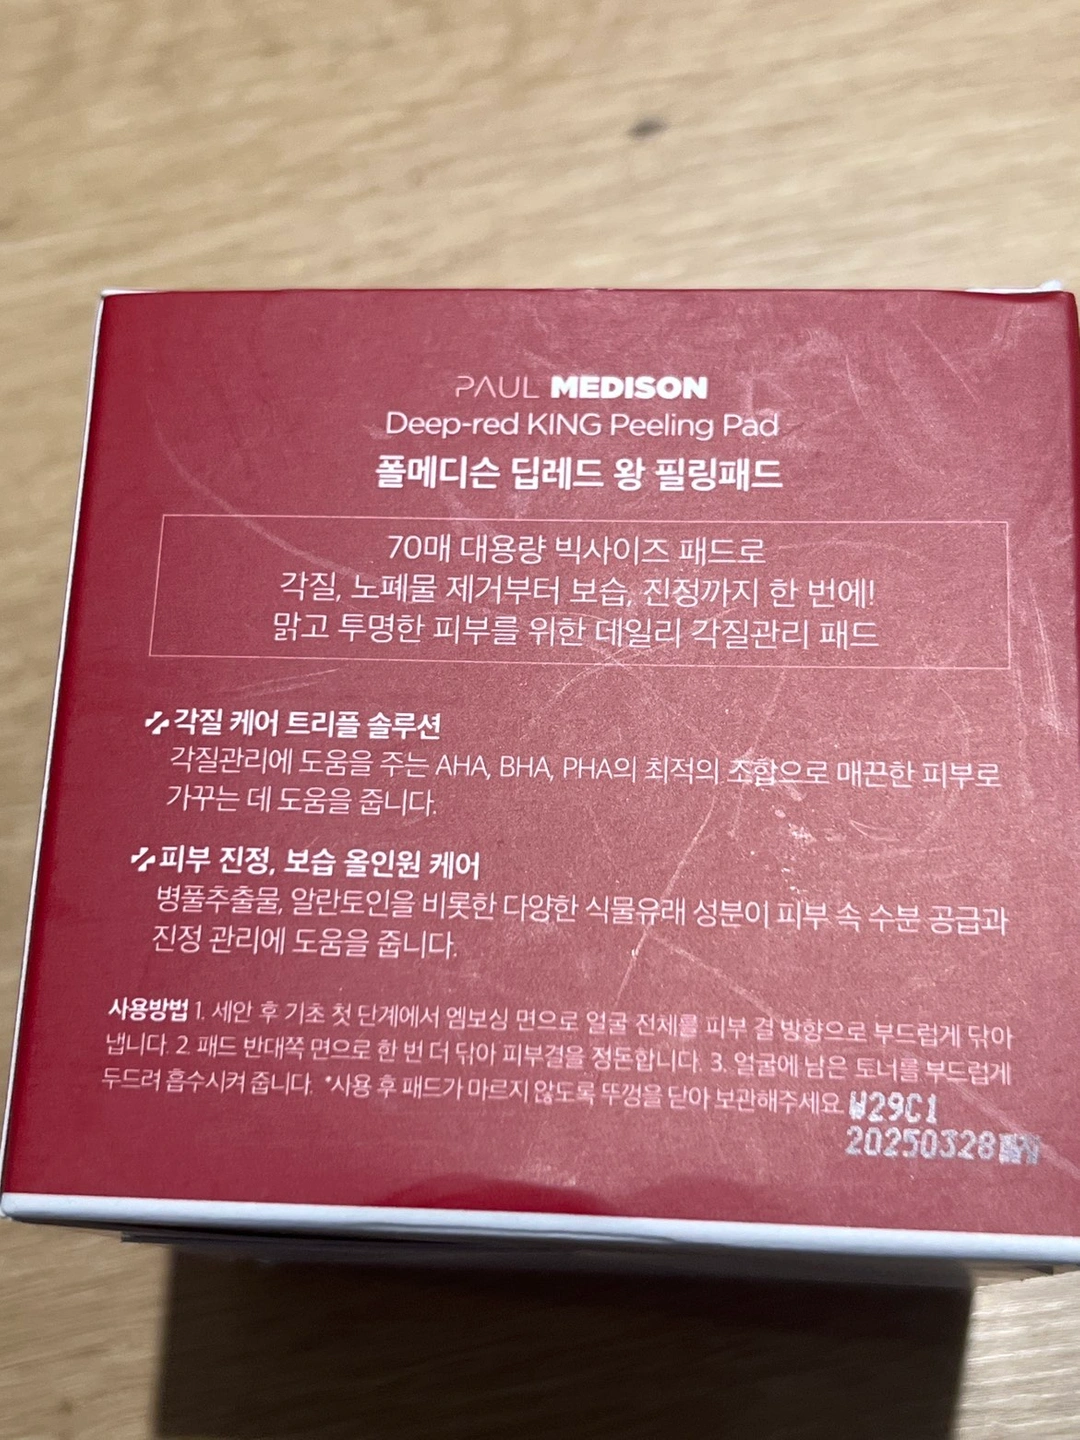 PAUL MEDISON
Deep-red KING Peeling Pad
폴메디슨 딥레드 왕 필링패드
70매 대용량 빅사이즈 패드로
각질, 노폐물 제거부터 보습, 진정까지 한 번에!
맑고 투명한 피부를 위한 데일리 각질관리 패드
각질 케어 트리플 솔루션
각질관리에 도움을 주는 AHA, BHA, PHA의 최적의 조합으로 매끈한 피부로
가꾸는 데 도움을 줍니다.
피부 진정, 보습 올인원 케어
병풀추출물, 알란토인을 비롯한 다양한 식물유래 성분이 피부 속 수분 공급과
진정 관리에 도움을 줍니다.
사용방법 1. 세안 후 기초 첫 단계에서 엠보싱 면으로 얼굴 전체를 피부 결 방향으로 부드럽게 닦아
냅니다. 2. 패드 반대쪽 면으로 한 번 더 닦아 피부결을 정돈합니다. 3. 얼굴에 남은 토너를 부드럽게
두드려 흡수시켜 줍니다. *사용 후 패드가 마르지 않도록 뚜껑을 닫아 보관해주세요.
W29C1
20250328